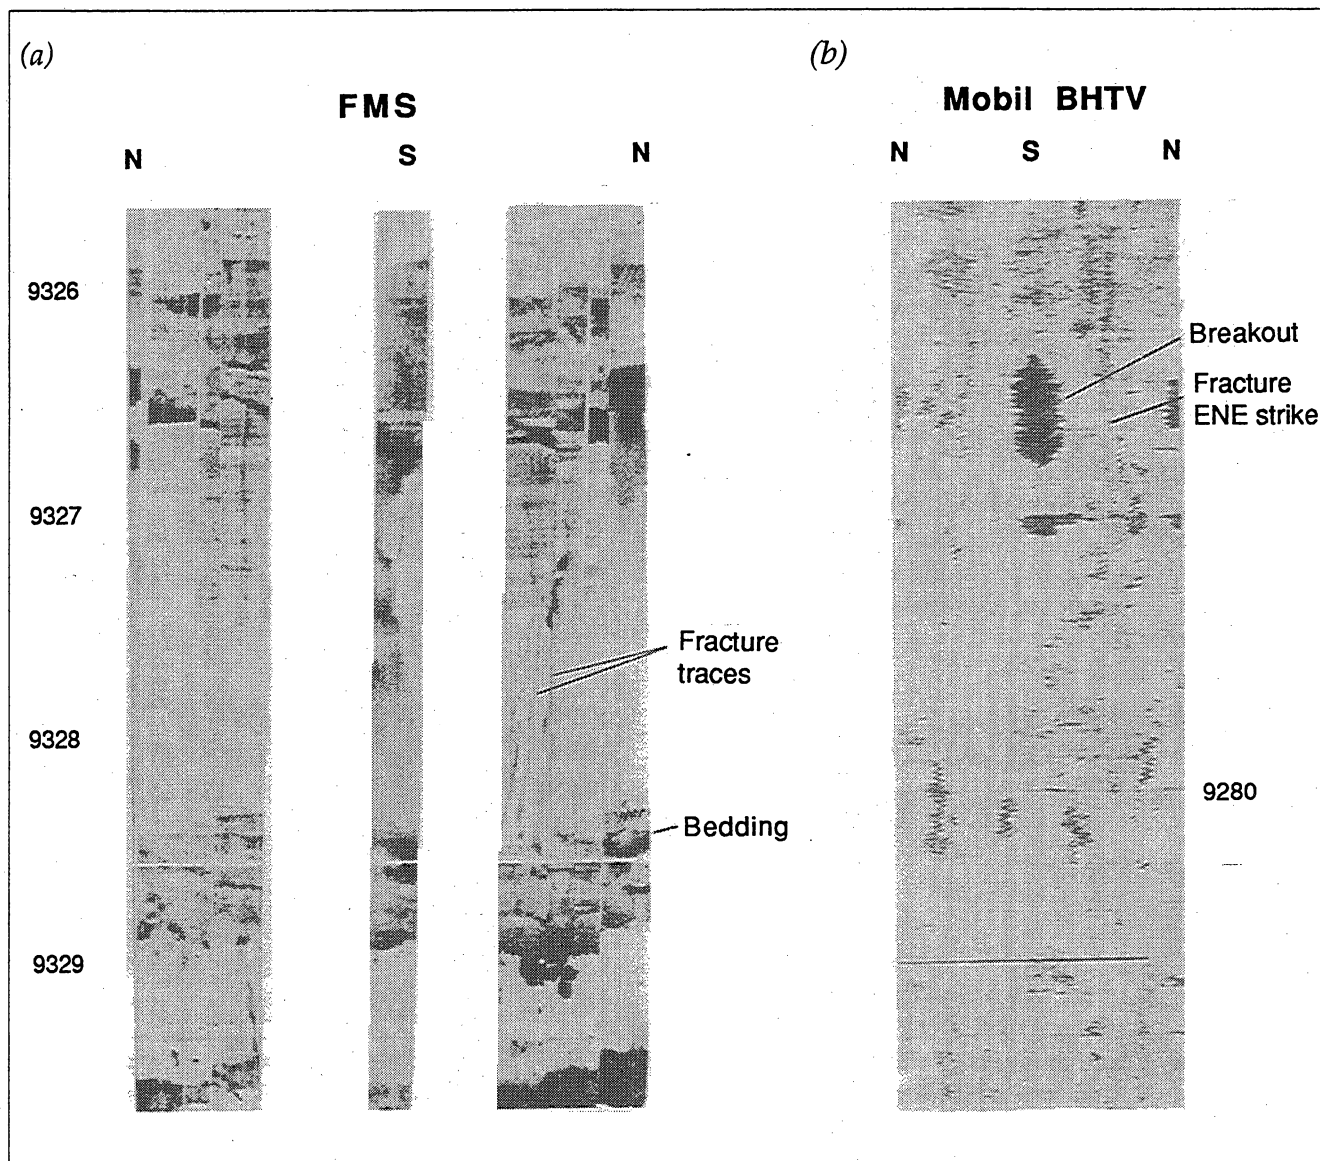 (a)
FMS
N S N
9326
9327
9328
9329
Fracture
traces
Bedding
(b)
Mobil BHTV
N S N
Breakout
Fracture
ENE strike
9280